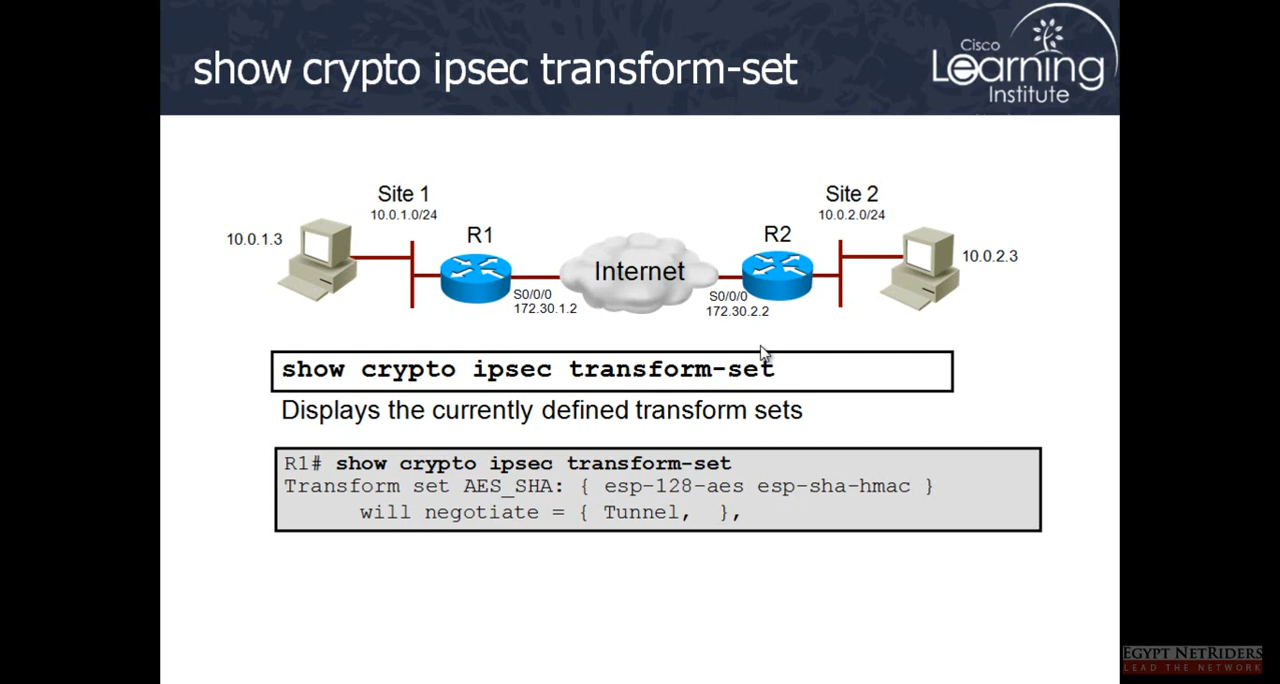 show crypto ipsec transform-set
Cisco
Learning
Institute
Site 1
10.0.1.0/24
Site 2
10.0.2.0/24
10.0.1.3
R1
Internet
R2
10.0.2.3
S0/0/0
172.30.1.2
S0/0/0
172.30.2.2
show crypto ipsec transform-set
Displays the currently defined transform sets
R1# show crypto ipsec transform-set
Transform set AES_SHA: { esp-128-aes esp-sha-hmac }
will negotiate = { Tunnel, },
EGYPT NETRIDERS
LEAD THE NETWORK